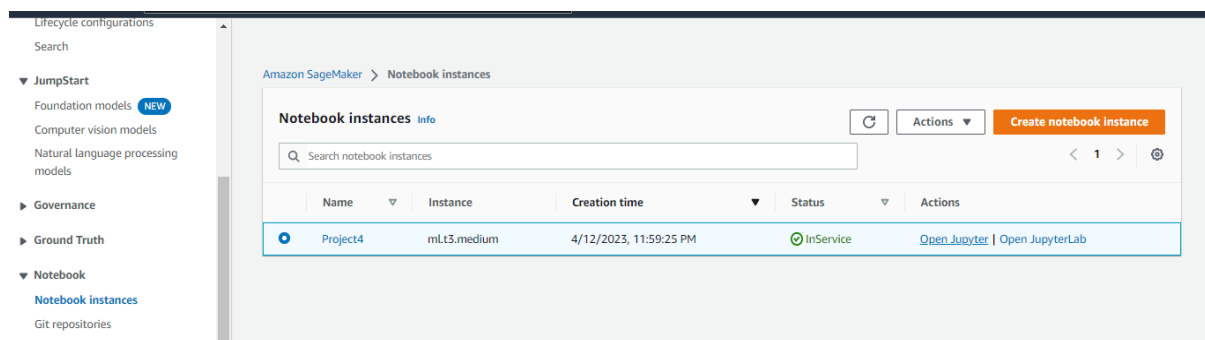 Lifecycle configurations
Search
JumpStart
Foundation models NEW
Computer vision models
Natural language processing
models
Governance
Ground Truth
Notebook
Notebook instances
Git repositories
Amazon SageMaker > Notebook instances
Notebook instances Info
Actions
Create notebook instance
Search notebook instances
< 1 >
Name Instance Creation time Status Actions
Project4 ml.t3.medium 4/12/2023, 11:59:25 PM InService Open Jupyter | Open JupyterLab